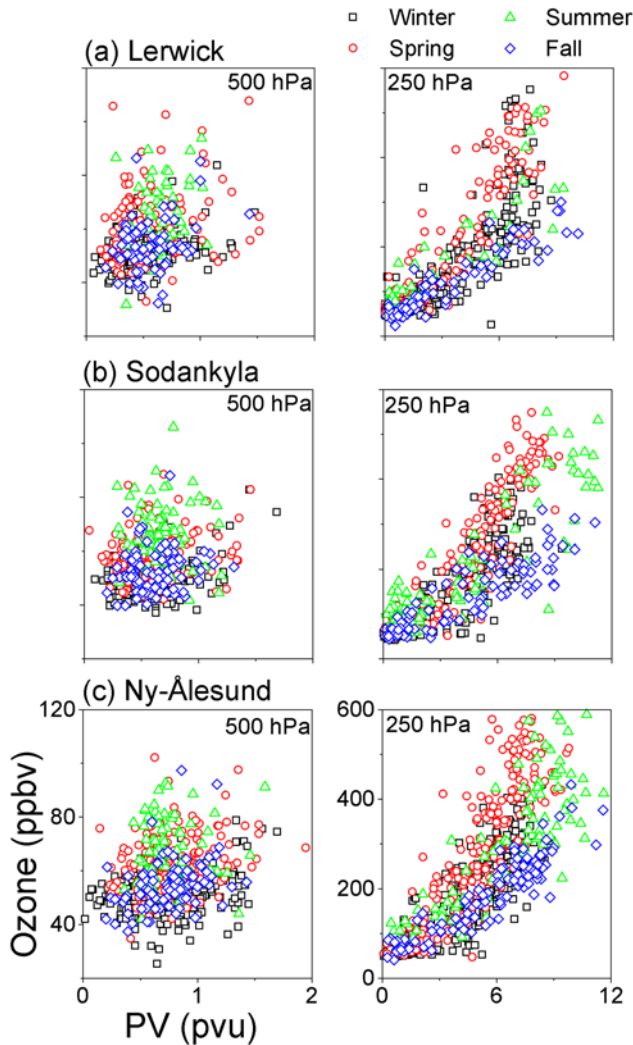 Winter Summer
Spring Fall
(a) Lerwick
500 hPa 250 hPa
(b) Sodankyla
500 hPa 250 hPa
(c) Ny-Ålesund
120 600
500 hPa 250 hPa
80 400
40 200
0
0 1 2 0 6 12
Ozone (ppbv)
PV (pvu)